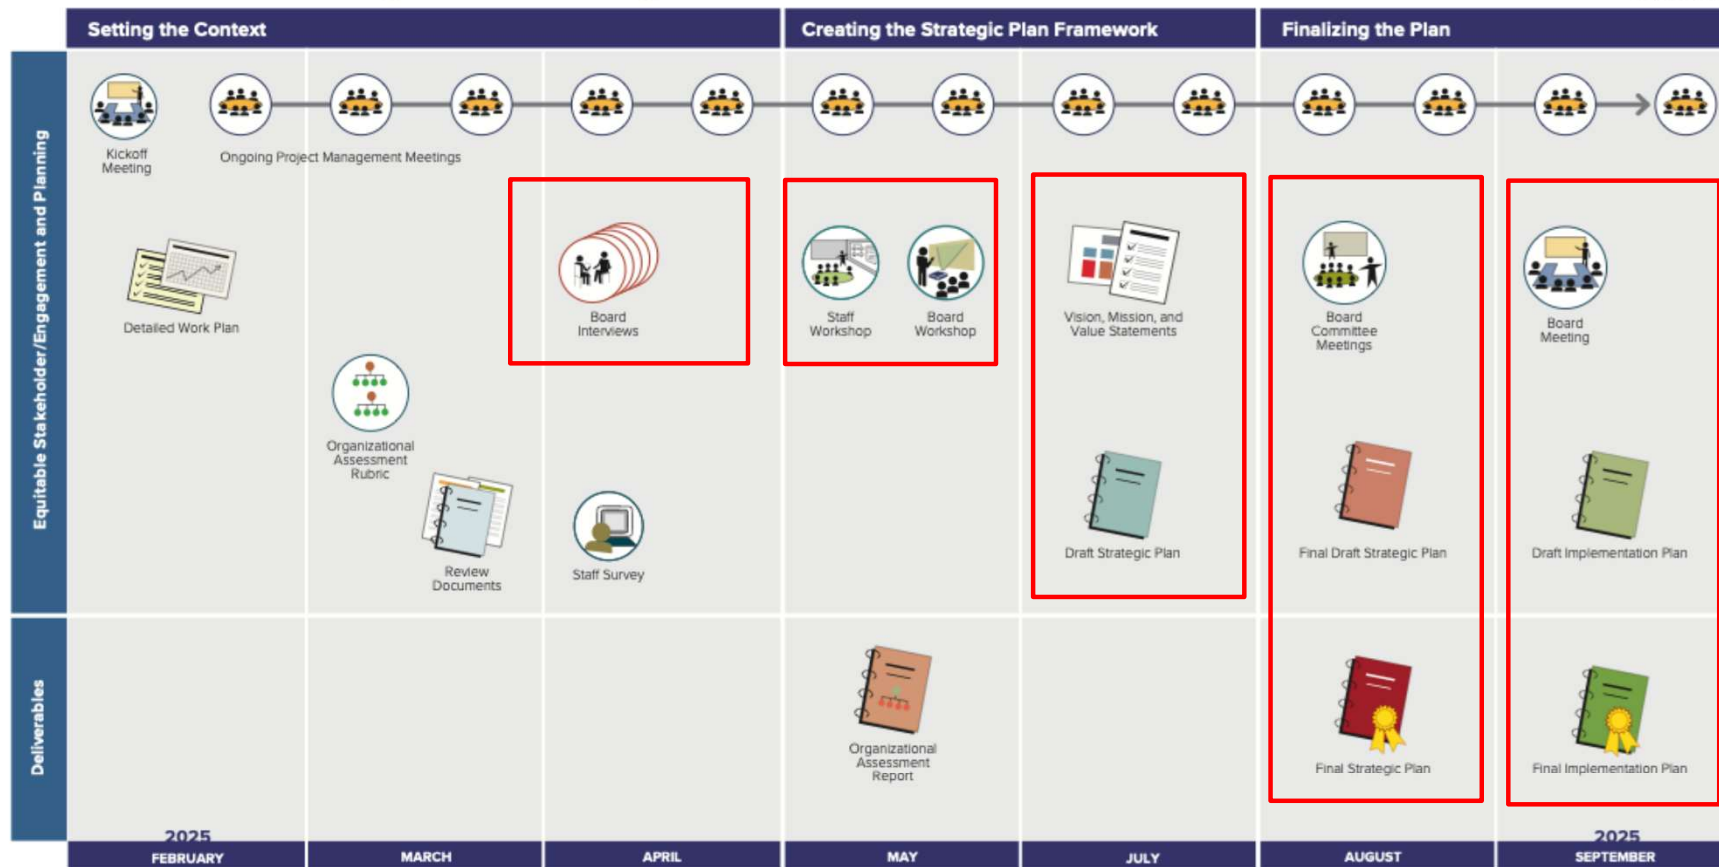 Setting the Context
Creating the Strategic Plan Framework
Finalizing the Plan
Equitable Stakeholder/Engagement and Planning
Kickoff
Meeting
Ongoing Project Management Meetings
Detailed Work Plan
Board
Interviews
Staff
Workshop
Board
Workshop
Vision, Mission, and
Value Statements
Board
Committee
Meetings
Board
Meeting
Organizational
Assessment
Rubric
Review
Documents
Staff Survey
Draft Strategic Plan
Final Draft Strategic Plan
Draft Implementation Plan
Deliverables
Organizational
Assessment
Report
Final Strategic Plan
Final Implementation Plan
2025
2025
FEBRUARY
MARCH
APRIL
MAY
JULY
AUGUST
SEPTEMBER